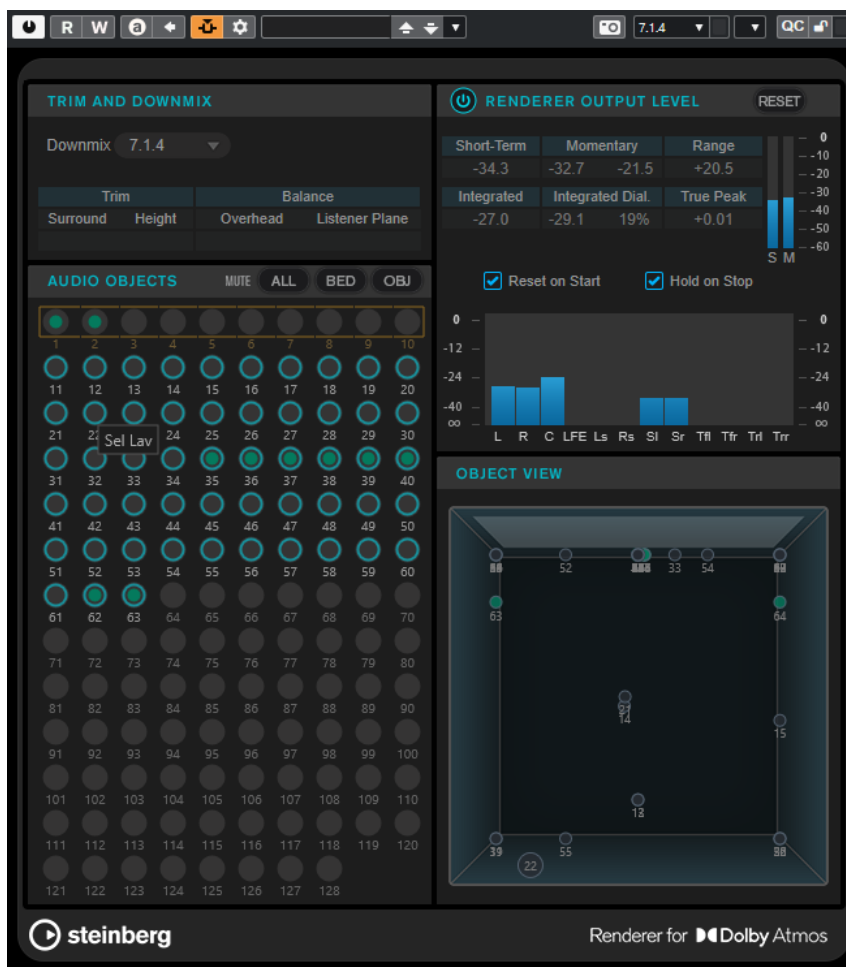 R W a 7.1.4 QC
TRIM AND DOWNMIX
Downmix 7.1.4
Trim Balance
Surround Height Overhead Listener Plane
RENDERER OUTPUT LEVEL RESET
Short-Term Momentary Range
-34.3 -32.7 -21.5 +20.5
Integrated Integrated Dial. True Peak
-27.0 -29.1 19% +0.01
0
-10
-20
-30
-40
-50
-60
S M
Reset on Start Hold on Stop
AUDIO OBJECTS MUTE ALL BED OBJ
1 2 3 4 5 6 7 8 9 10
11 12 13 14 15 16 17 18 19 20
21 24 25 26 27 28 29 30
Sel Lav
31 32 33 34 35 36 37 38 39 40
41 42 43 44 45 46 47 48 49 50
51 52 53 54 55 56 57 58 59 60
61 62 63 64 65 66 67 68 69 70
71 72 73 74 75 76 77 78 79 80
81 82 83 84 85 86 87 88 89 90
91 92 93 94 95 96 97 98 99 100
101 102 103 104 105 106 107 108 109 110
111 112 113 114 115 116 117 118 119 120
121 122 123 124 125 126 127 128
0 0
-12 -12
-24 -24
-40 -40
∞ ∞
L R C LFE Ls Rs Sl Sr Tfl Tfr Trl Trr
OBJECT VIEW
52 33 54
63 64
14
15
55
22
steinberg
Renderer for Dolby Atmos